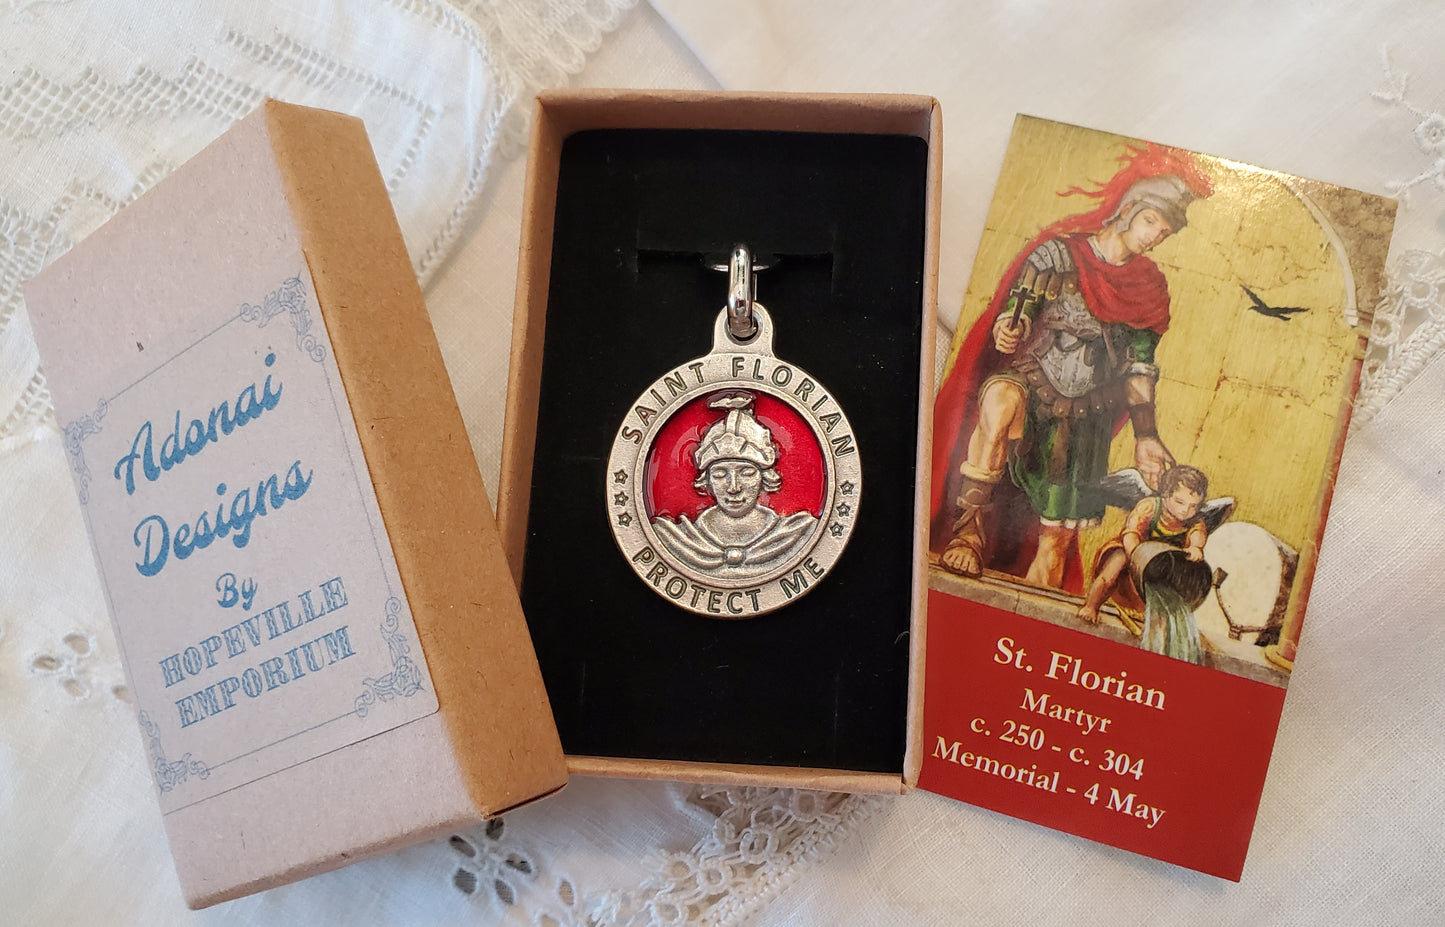 Adonai
Designs
By
HOPEVILLE
EMPORIUM
SAINT FLORIAN
PROTECT ME
St. Florian
Martyr
c. 250 - c. 304
Memorial - 4 May